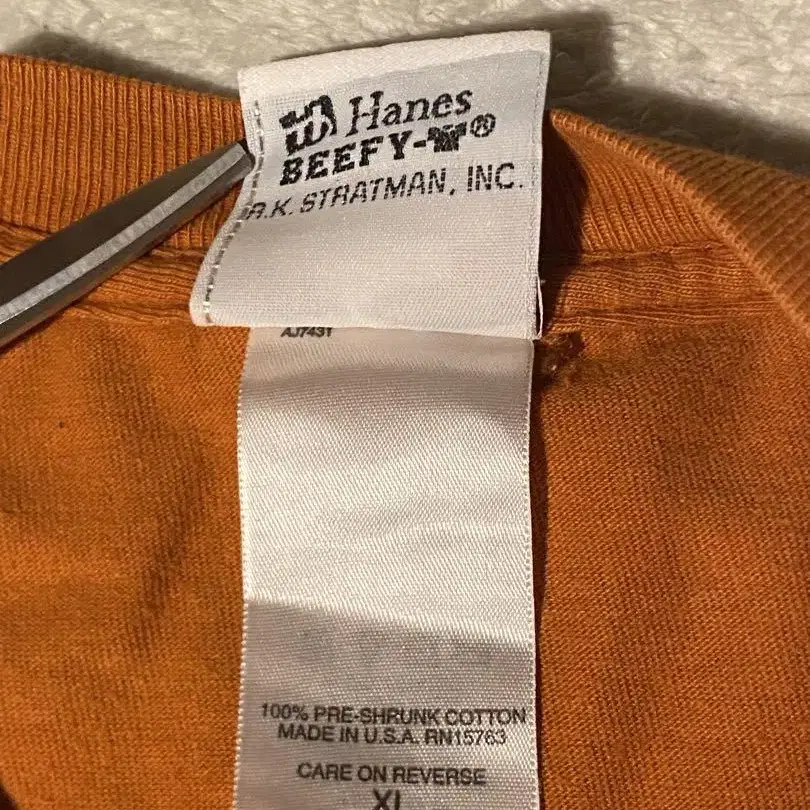 Hanes
BEEFY-T®
R.K. STRATMAN, INC.
AJ7431
100% PRE-SHRUNK COTTON
MADE IN U.S.A. RN15763
CARE ON REVERSE
XL